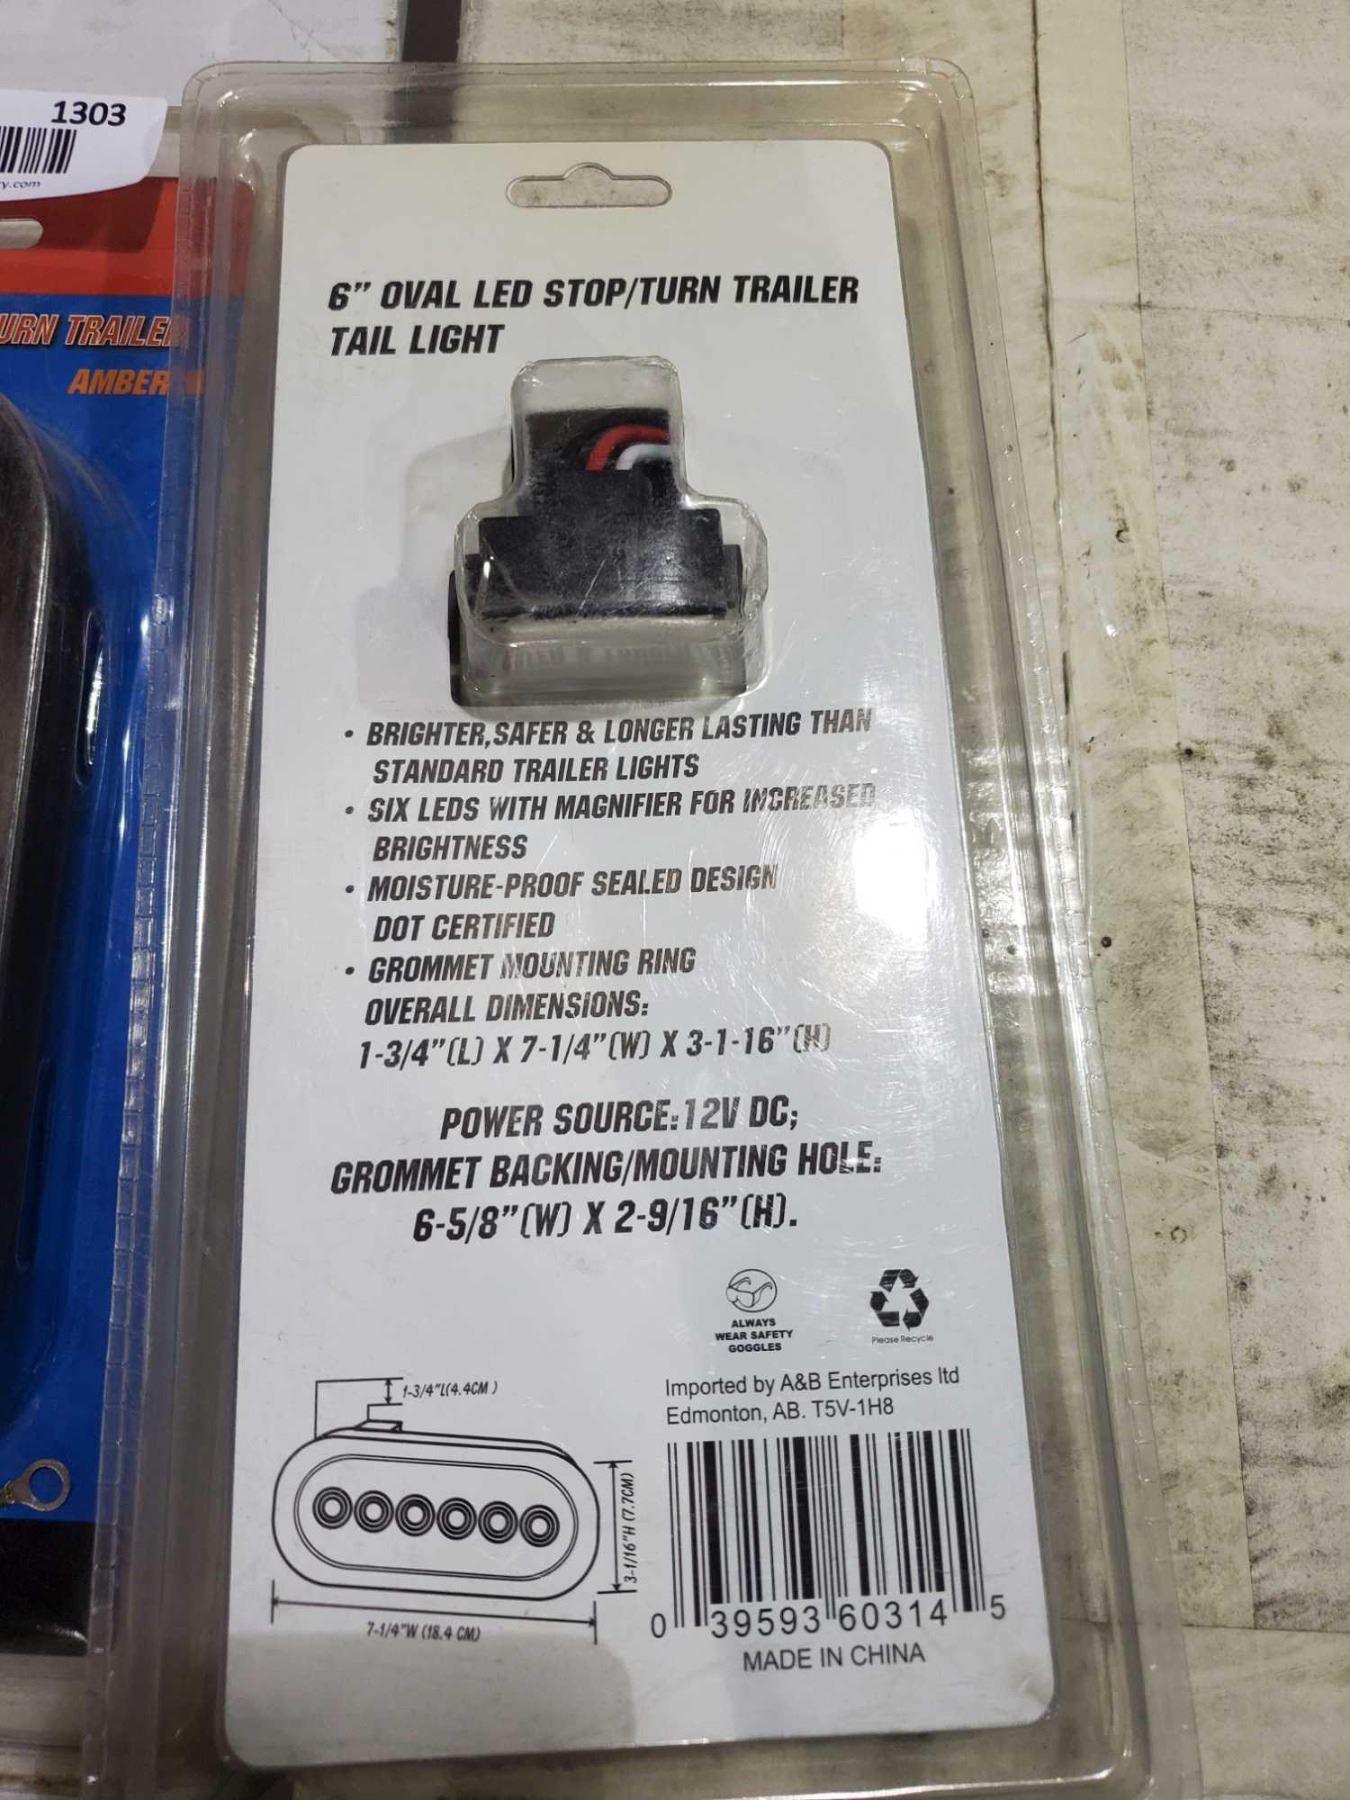 1303
y.com
URN TRAILER
AMBER
6” OVAL LED STOP/TURN TRAILER
TAIL LIGHT
• BRIGHTER,SAFER & LONGER LASTING THAN
STANDARD TRAILER LIGHTS
• SIX LEDS WITH MAGNIFIER FOR INCREASED
BRIGHTNESS
• MOISTURE-PROOF SEALED DESIGN
DOT CERTIFIED
• GROMMET MOUNTING RING
OVERALL DIMENSIONS:
1-3/4”(L) X 7-1/4”(W) X 3-1-16”(H)
POWER SOURCE:12V DC;
GROMMET BACKING/MOUNTING HOLE:
6-5/8”(W) X 2-9/16”(H).
ALWAYS
WEAR SAFETY
GOGGLES
Please Recycle
1-3/4"L(4.4CM )
3-1/16"H (7.7CM)
7-1/4"W (18.4 CM)
Imported by A&B Enterprises ltd
Edmonton, AB. T5V-1H8
0 39593 60314 5
MADE IN CHINA